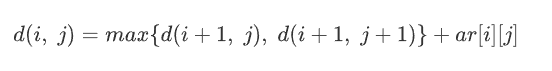 d(i, j) = max{d(i + 1, j), d(i + 1, j + 1)} + ar[i][j]